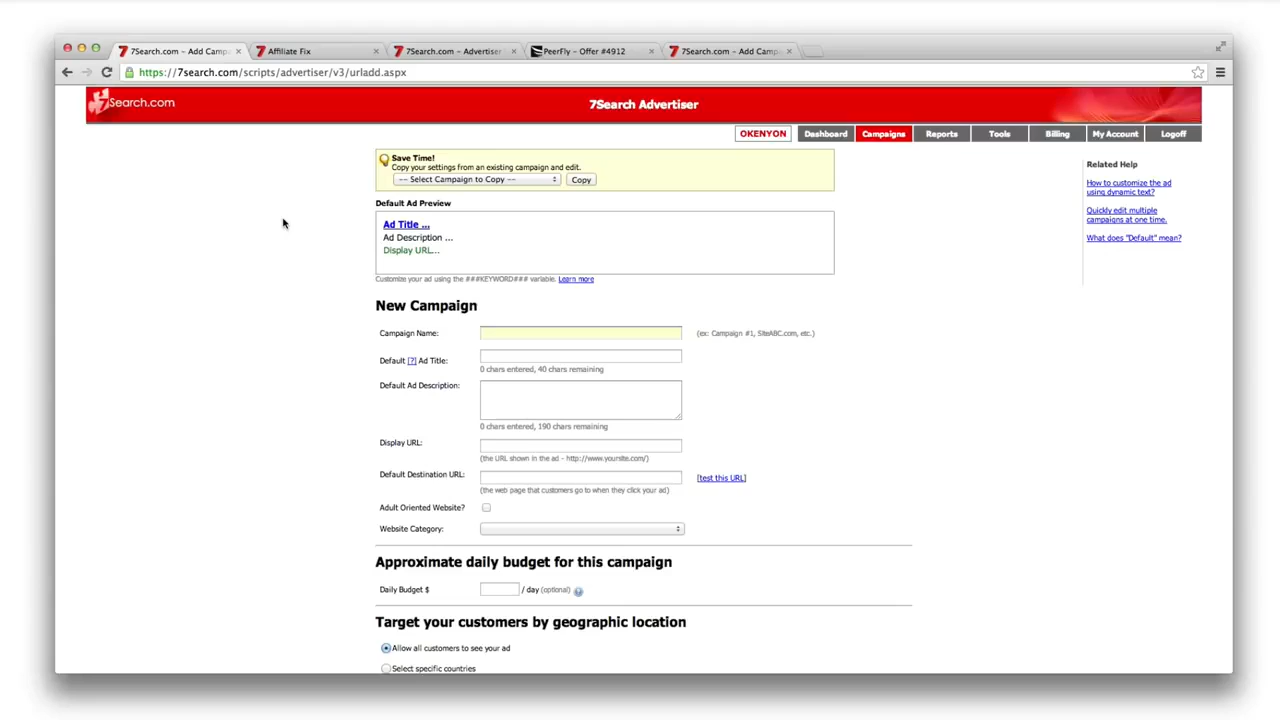 7Search.com – Add Camp
Affiliate Fix
7Search.com – Advertiser
PeerFly – Offer #4912
7Search.com – Add Camp
https://7search.com/scripts/advertiser/v3/urladd.aspx
7Search.com
7Search Advertiser
OKENYON
Dashboard
Campaigns
Reports
Tools
Billing
My Account
Logoff
Save Time!
Copy your settings from an existing campaign and edit.
-- Select Campaign to Copy --
Copy
Related Help
How to customize the ad
using dynamic text?
Quickly edit multiple
campaigns at one time.
What does "Default" mean?
Default Ad Preview
Ad Title ...
Ad Description ...
Display URL...
Customize your ad using the ###KEYWORD### variable. Learn more
New Campaign
Campaign Name:
(ex: Campaign #1, SiteABC.com, etc.)
Default [?] Ad Title:
0 chars entered, 40 chars remaining
Default Ad Description:
0 chars entered, 190 chars remaining
Display URL:
(the URL shown in the ad - http://www.yoursite.com/)
Default Destination URL:
[test this URL]
(the web page that customers go to when they click your ad)
Adult Oriented Website?
Website Category:
Approximate daily budget for this campaign
Daily Budget $
/ day (optional)
Target your customers by geographic location
Allow all customers to see your ad
Select specific countries